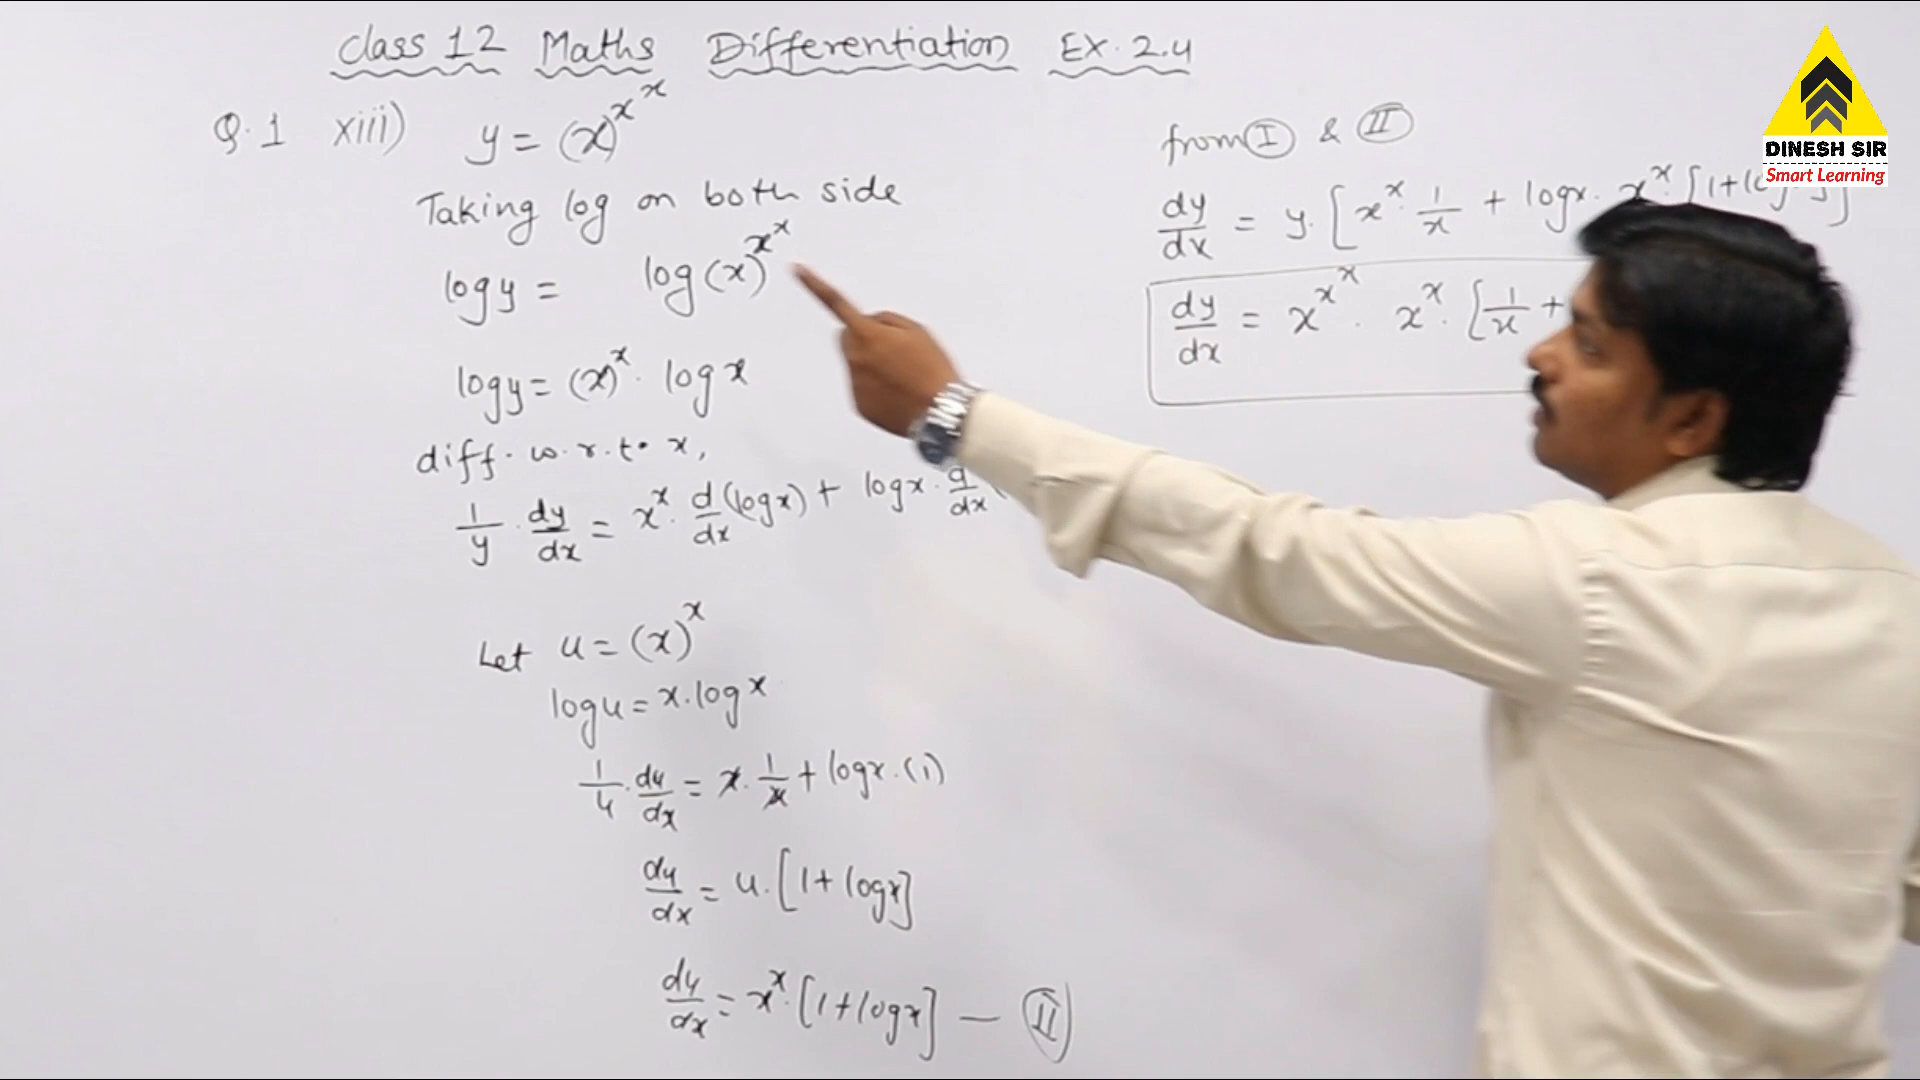 Class 12 Maths Differentiation EX. 2.4
Q.1 xiii) y = (x)^x^x
Taking log on both side
log y = log (x)^x^x
log y = (x)^x . log x
diff. w.r.to x,
1/y . dy/dx = x^x . d/dx (log x) + log x . d/dx (
Let u = (x)^x
log u = x . log x
1/u . du/dx = x . 1/x + log x . (1)
du/dx = u . [1 + log x]
du/dx = x^x . [1 + log x] — II
from I & II
dy/dx = y . [x^x . 1/x + log x . x^x . [1 + log
dy/dx = x^x^x . x^x . [1/x +
DINESH SIR
Smart Learning